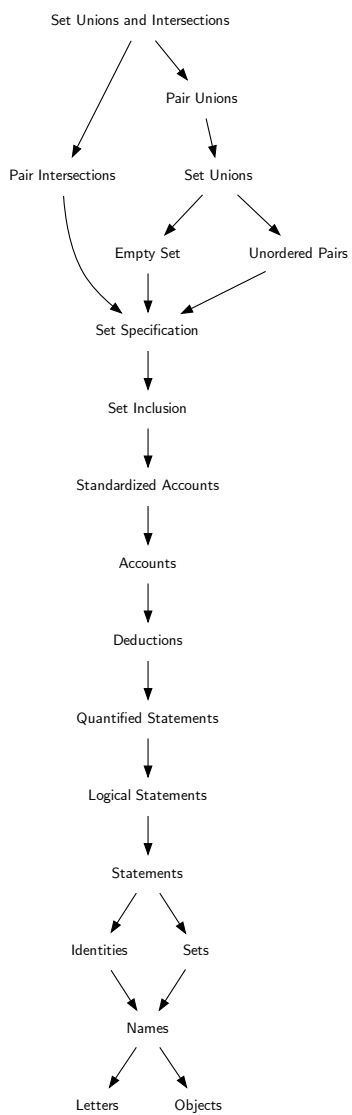 Set Unions and Intersections
Pair Unions
Pair Intersections
Set Unions
Empty Set
Unordered Pairs
Set Specification
Set Inclusion
Standardized Accounts
Accounts
Deductions
Quantified Statements
Logical Statements
Statements
Identities
Sets
Names
Letters
Objects